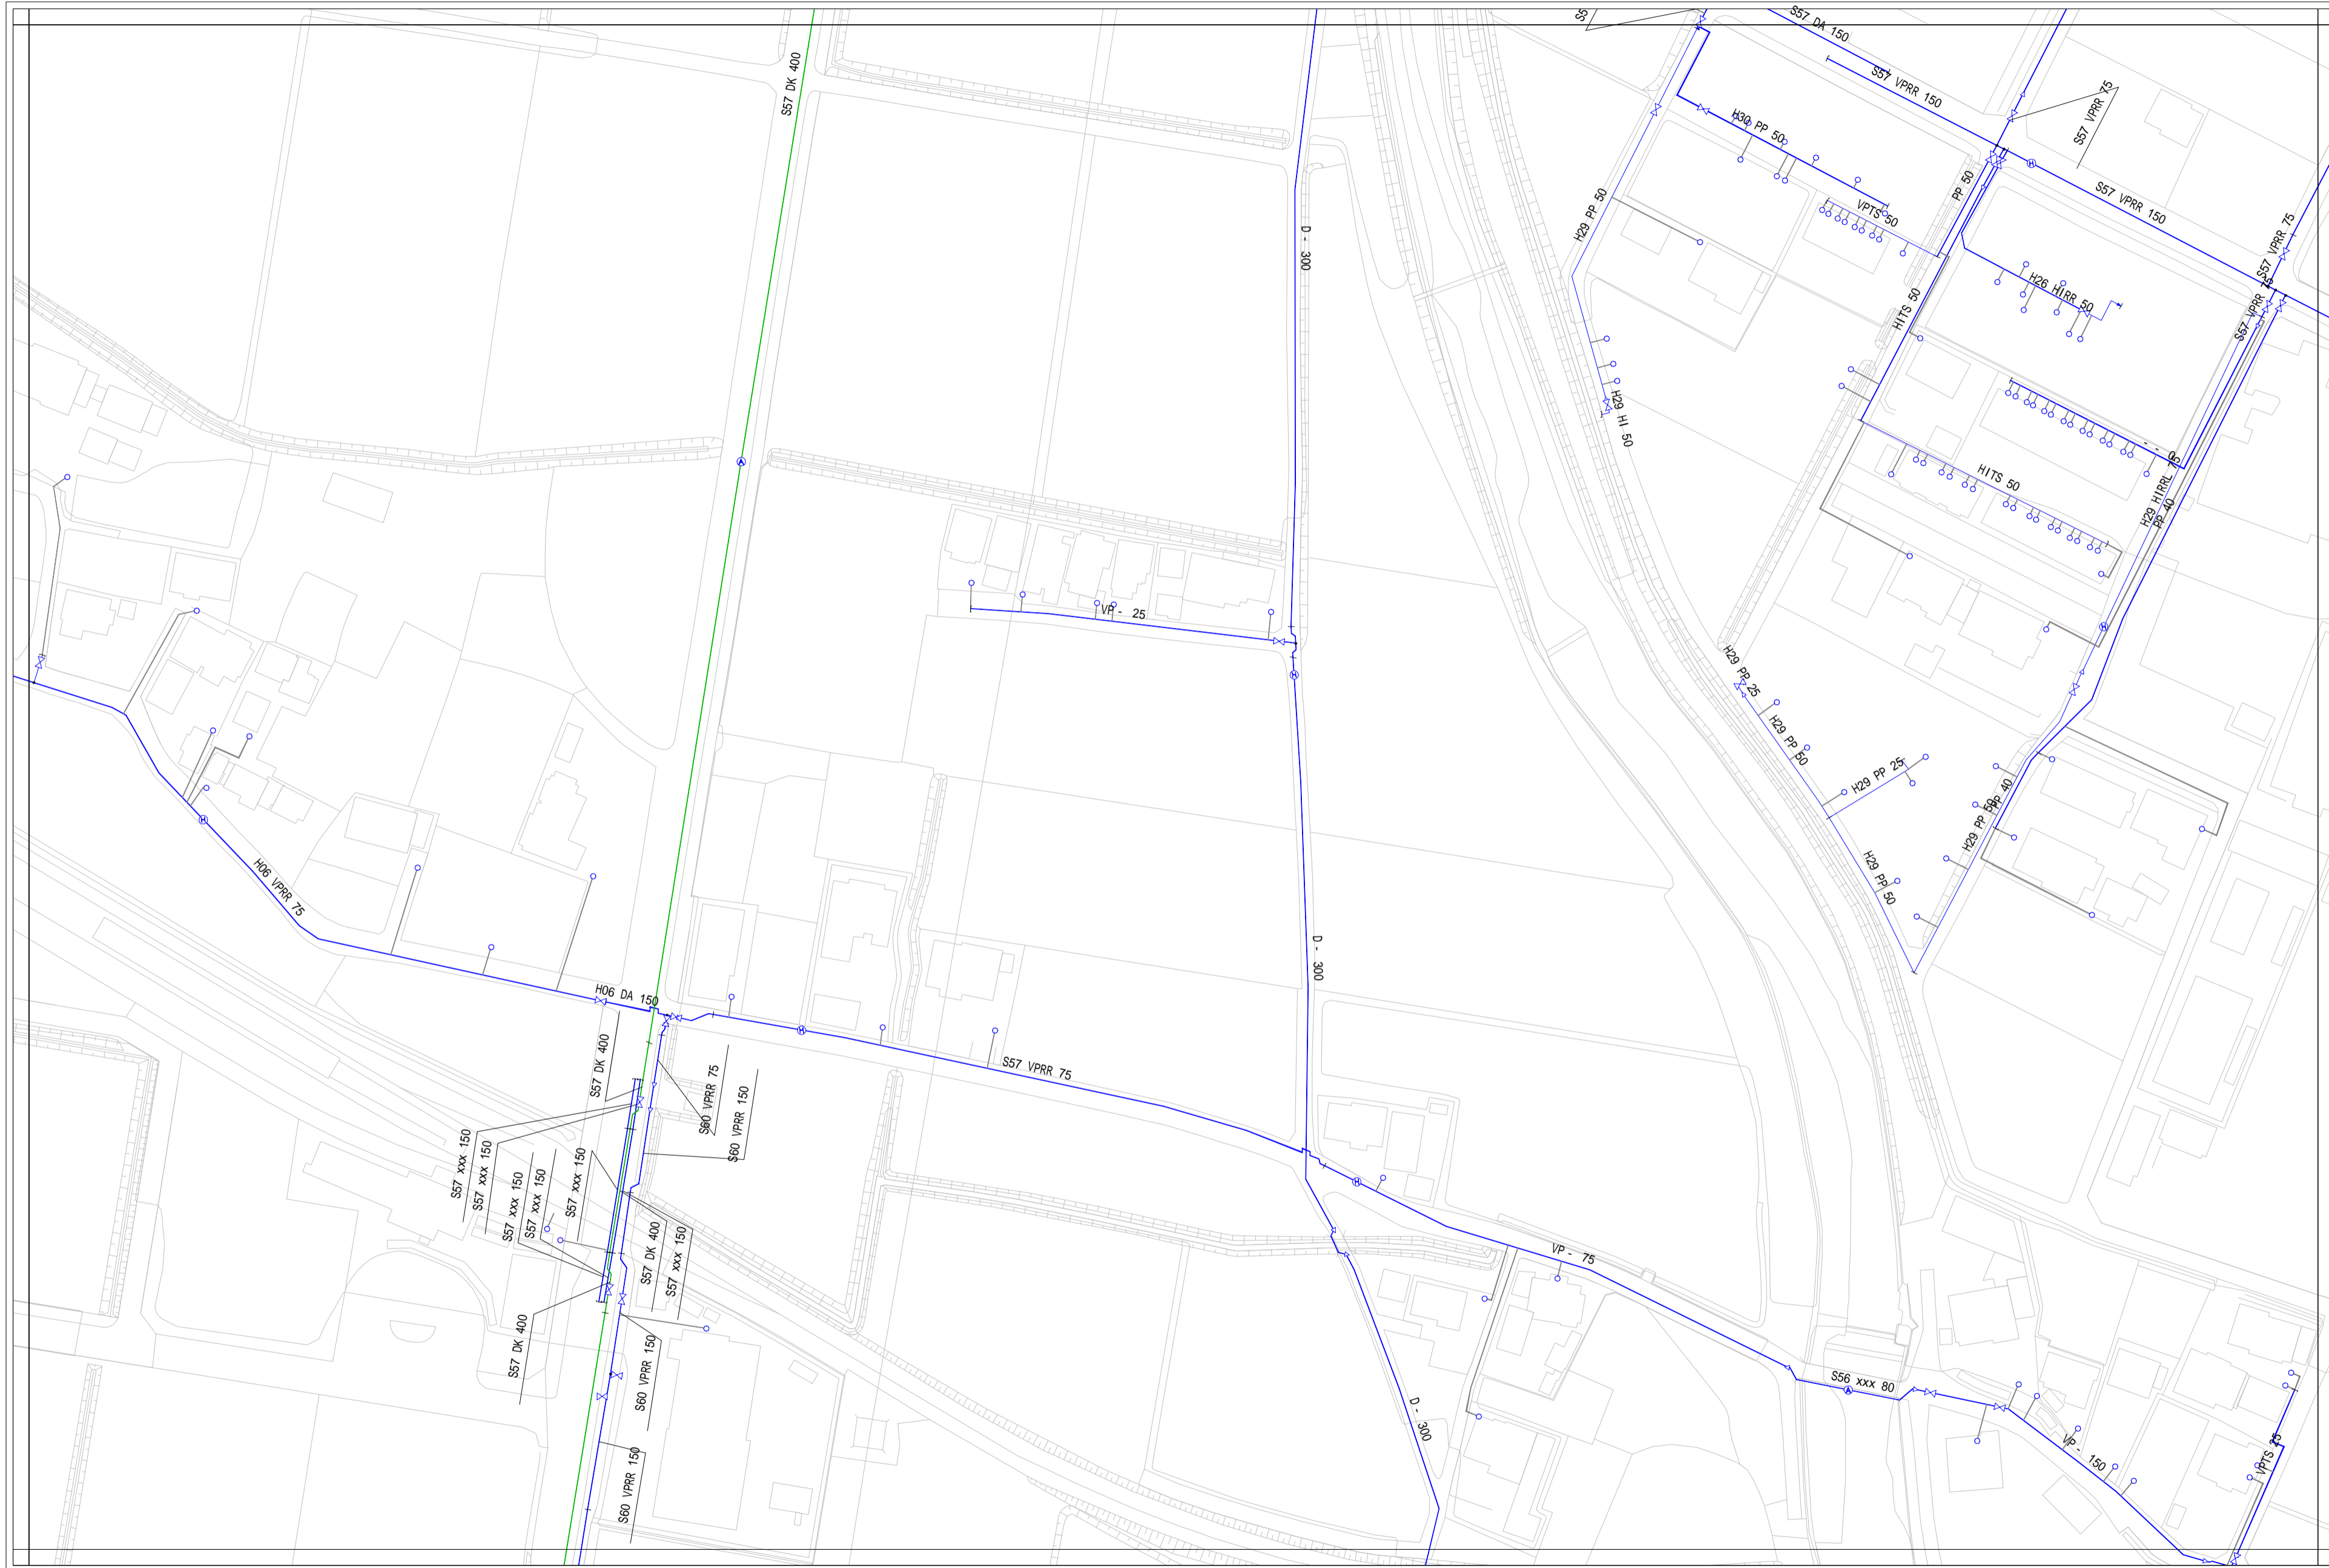 S5
S57 DA 150
S57 DK 400
S57 VPRR 150
S57 VPRR 75
H30 PP 50
PP 50
S57 VPRR 150
H29 PP 50
VPTS 50
D - 300
S57 VPRR 75
H26 HIRR 50
S57 VPRR 25
HITS 50
H29 HI 50
A
H
HITS 50
H29 HIRRL 75
PP 40
VP - 25
H
H
H29 PP 25
H29 PP 50
H29 PP 25
PP 40
H29 PP 50
H
H06 VPRR 75
H29 PP 50
D - 300
H06 DA 150
H
S57 VPRR 75
S57 DK 400
S60 VPRR 75
S60 VPRR 150
S57 xxx 150
S57 xxx 150
S57 xxx 150
S57 xxx 150
S57 xxx 150
H
S57 DK 400
S57 xxx 150
VP - 75
S57 DK 400
S60 VPRR 150
S56 xxx 80
A
D - 300
VP - 150
VPTS 25
S60 VPRR 150